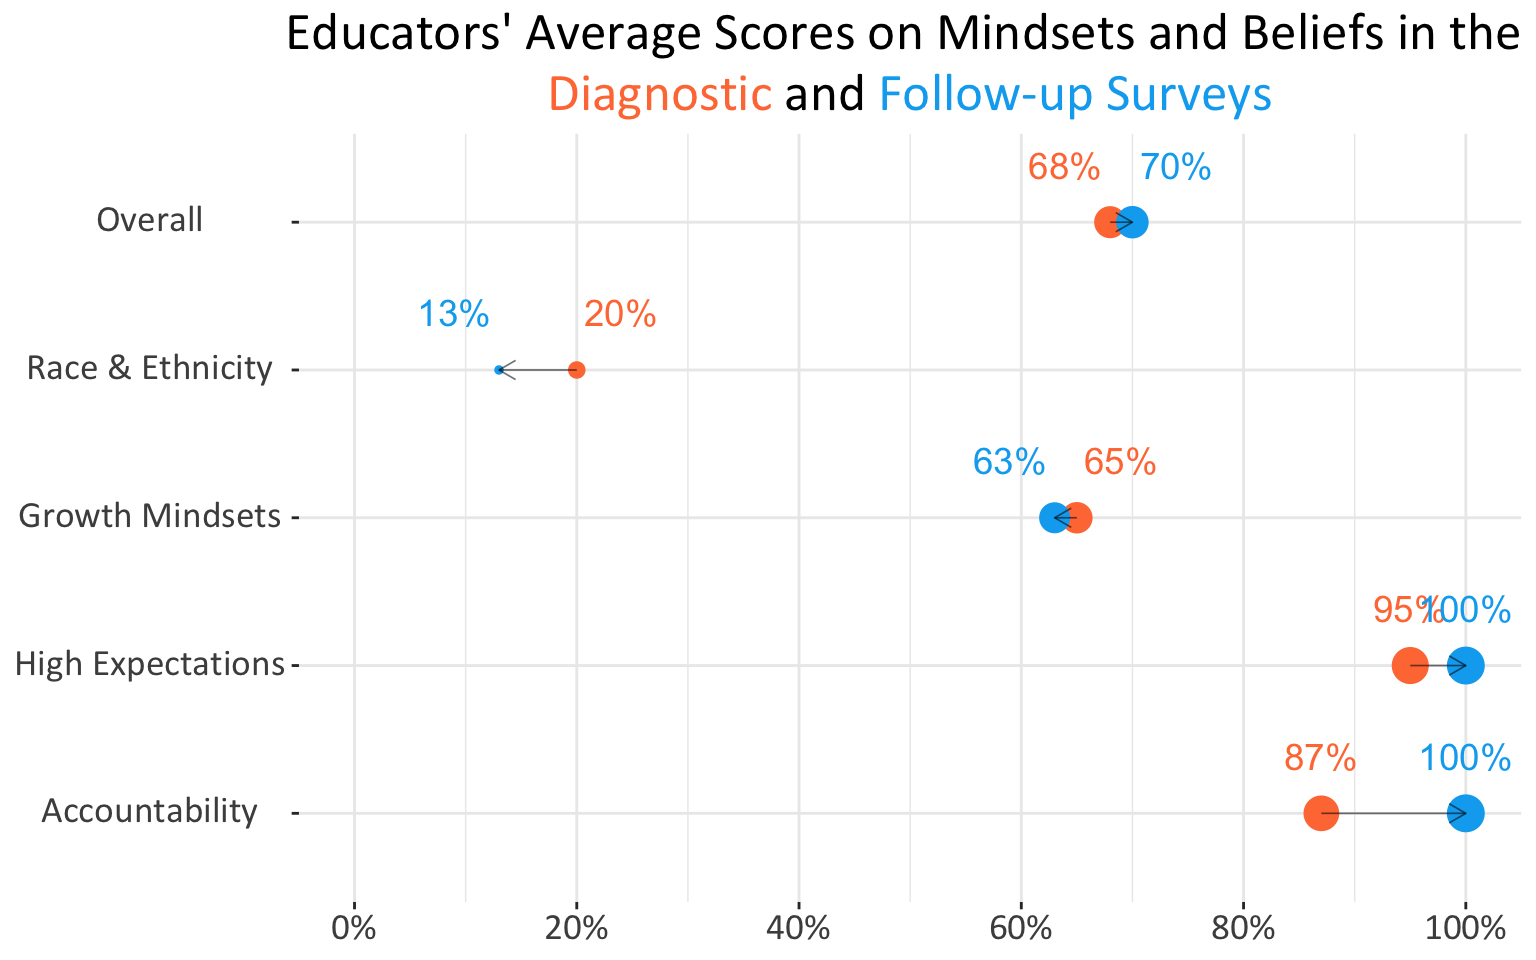 Educators' Average Scores on Mindsets and Beliefs in the
Diagnostic and Follow-up Surveys
68% 70%
Overall
13% 20%
Race & Ethnicity
63% 65%
Growth Mindsets
95% 100%
High Expectations
87% 100%
Accountability
0% 20% 40% 60% 80% 100%